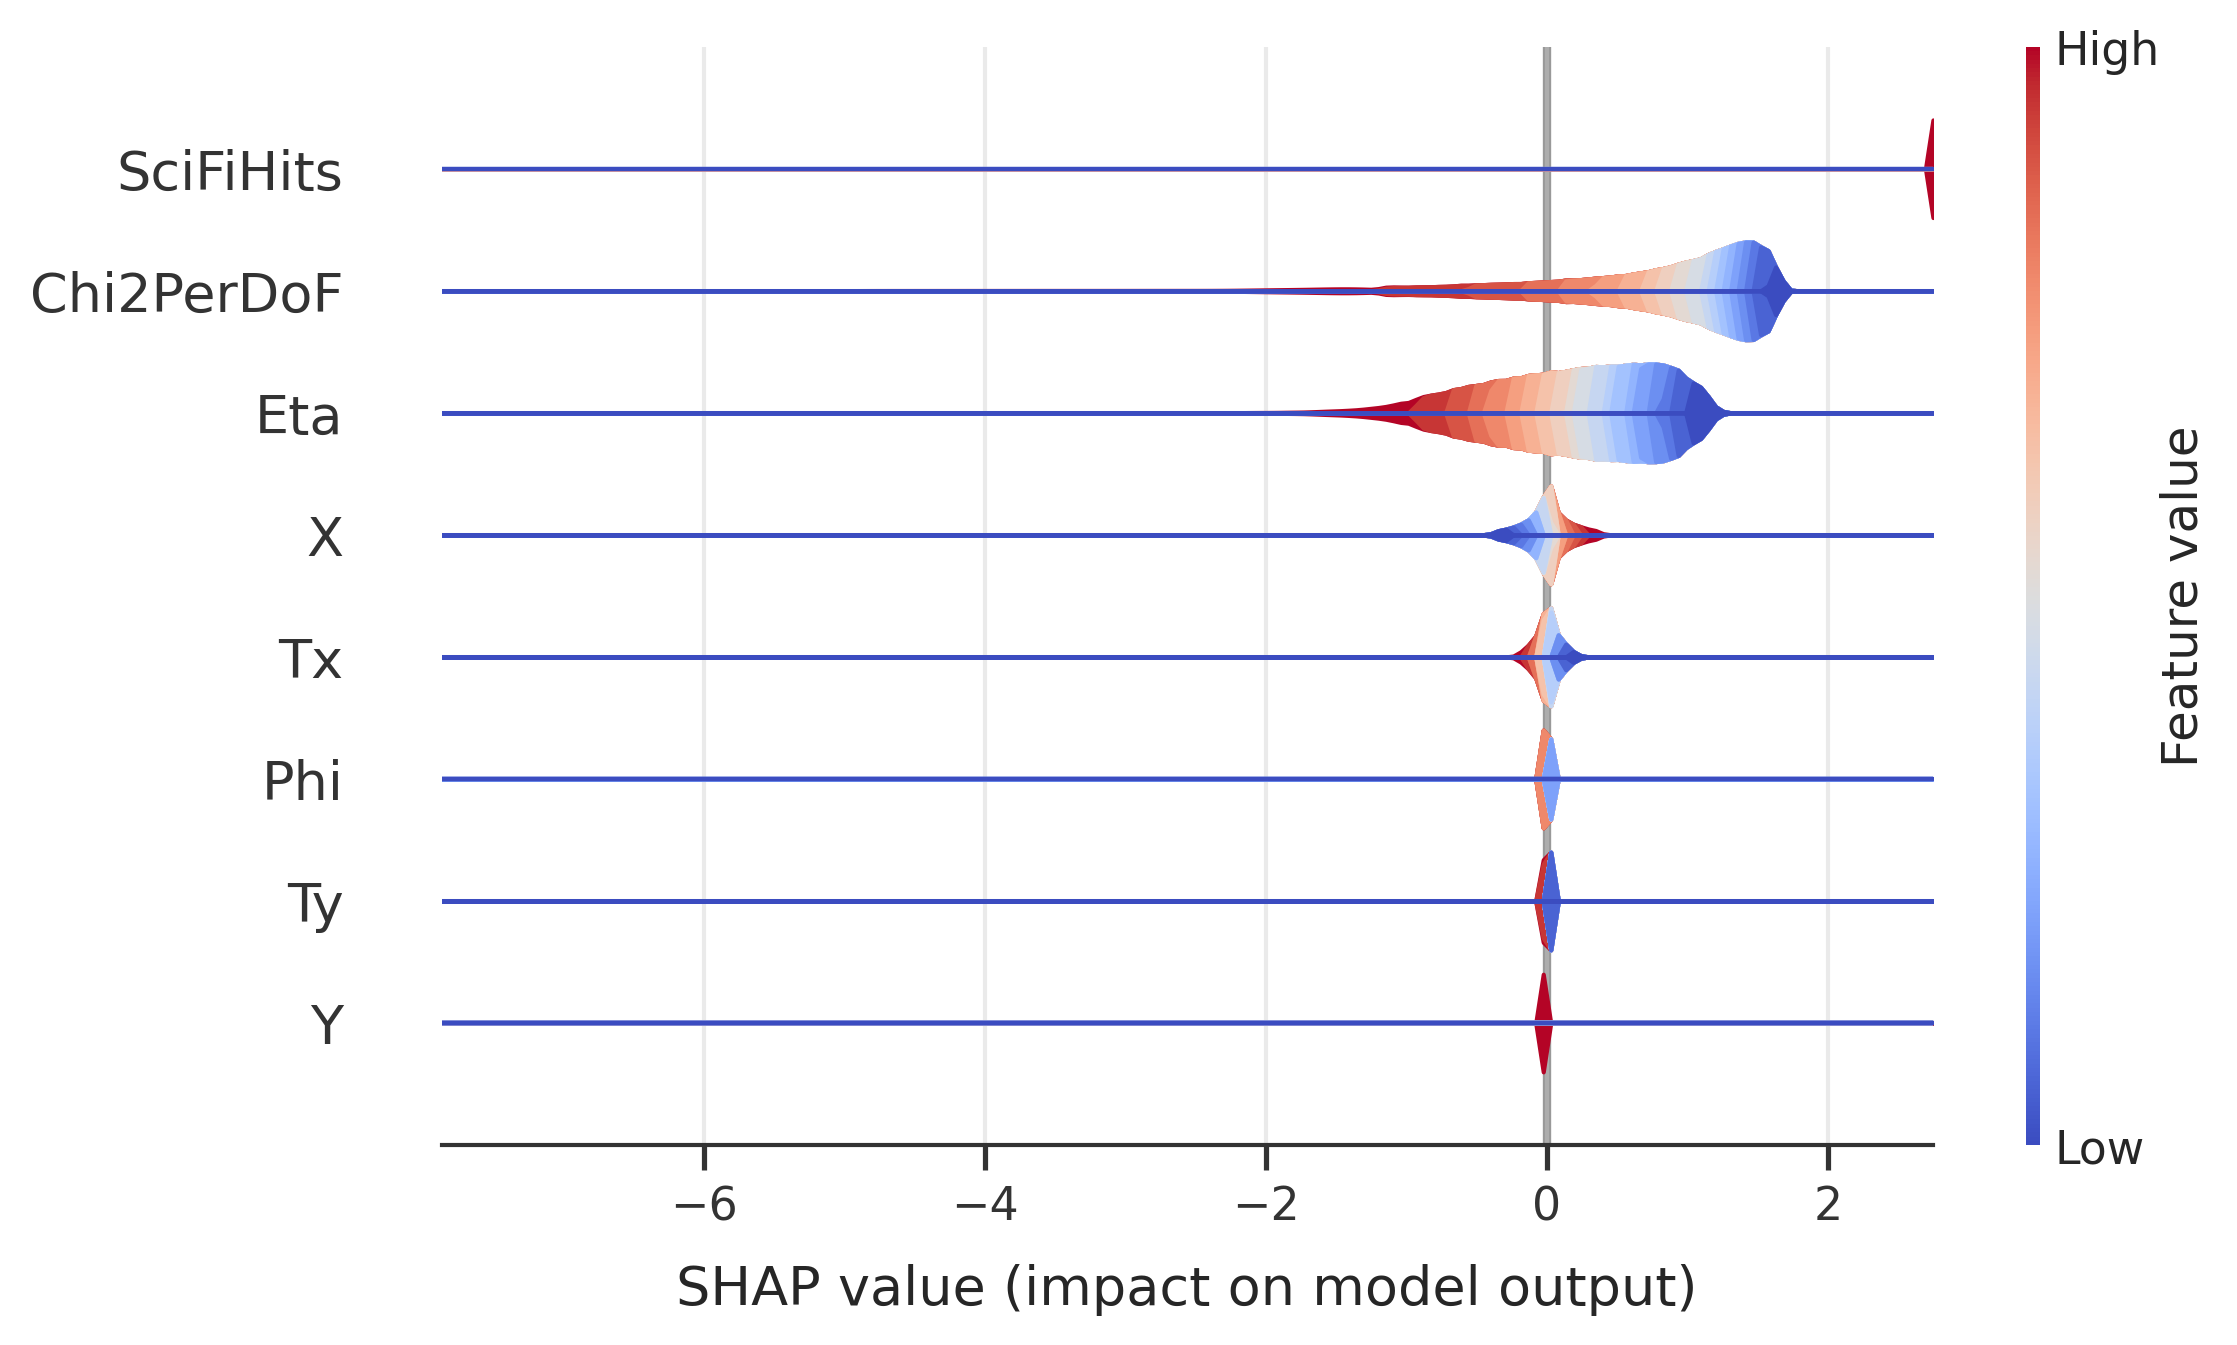 High
SciFiHits
Chi2PerDoF
Eta
X
Tx
Phi
Ty
Y
Feature value
Low
−6 −4 −2 0 2
SHAP value (impact on model output)